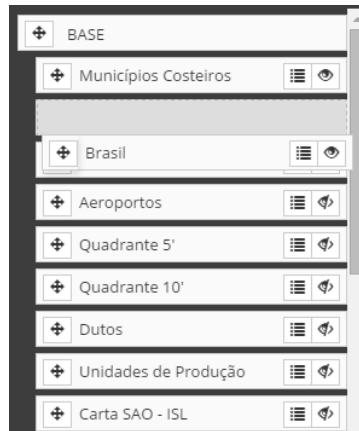 BASE
Municípios Costeiros
Brasil
Aeroportos
Quadrante 5'
Quadrante 10'
Dutos
Unidades de Produção
Carta SAO - ISL